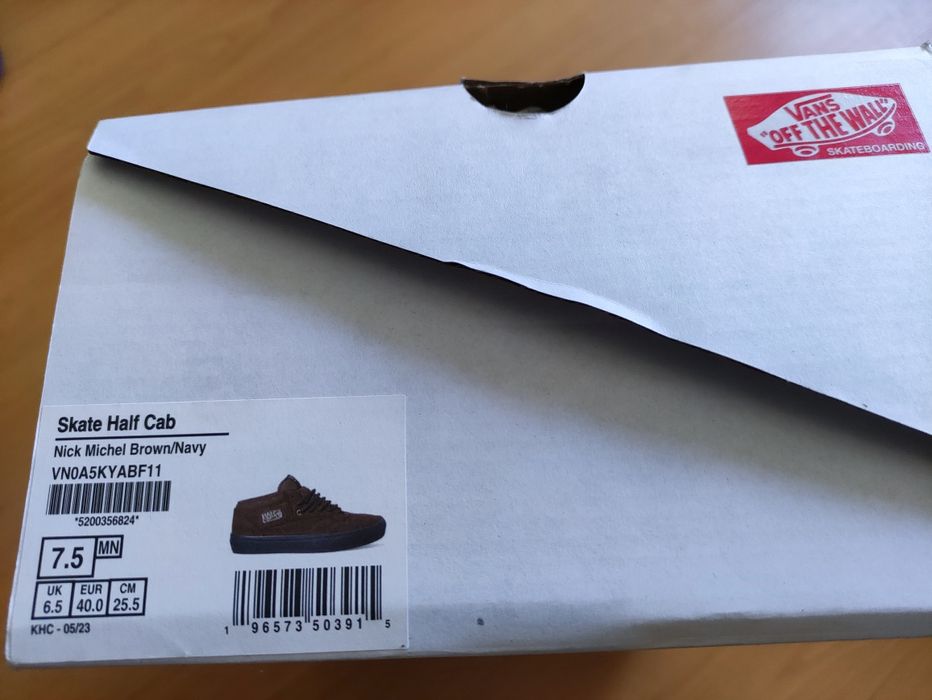 VANS
"OFF THE WALL"
SKATEBOARDING
Skate Half Cab
Nick Michel Brown/Navy
VN0A5KYABF11
*5200356824*
7.5 MN
UK EUR CM
6.5 40.0 25.5
KHC - 05/23
1 96573 50391 5